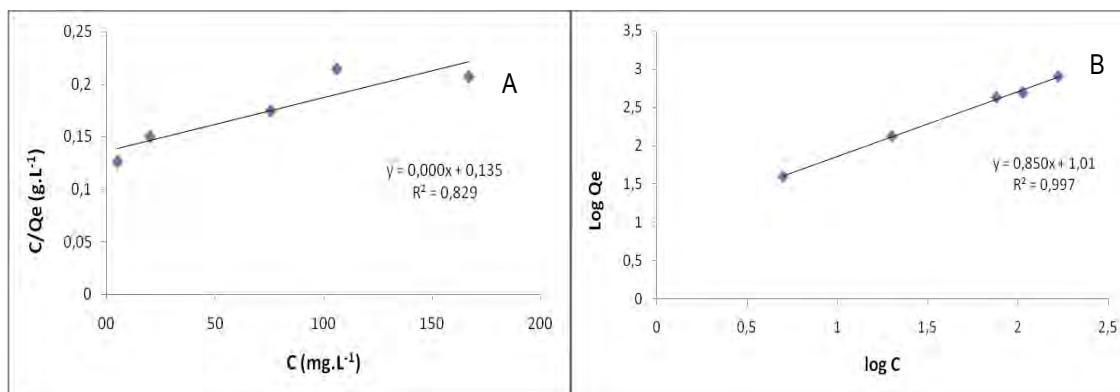 0,25
0,2
0,15
0,1
0,05
0
C/Qe (g.L⁻¹)
A
y = 0,000x + 0,135
R² = 0,829
00 50 100 150 200
C (mg.L⁻¹)
3,5
3
2,5
2
1,5
1
0,5
0
Log Qe
B
y = 0,850x + 1,01
R² = 0,997
0 0,5 1 1,5 2 2,5
log C